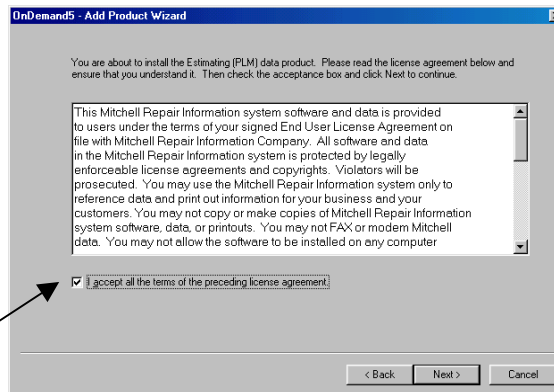 OnDemand5 - Add Product Wizard
You are about to install the Estimating (PLM) data product. Please read the license agreement below and
ensure that you understand it. Then check the acceptance box and click Next to continue.
This Mitchell Repair Information system software and data is provided
to users under the terms of your signed End User License Agreement on
file with Mitchell Repair Information Company. All software and data
in the Mitchell Repair Information system is protected by legally
enforceable license agreements and copyrights. Violators will be
prosecuted. You may use the Mitchell Repair Information system only to
reference data and print out information for your business and your
customers. You may not copy or make copies of Mitchell Repair Information
system software, data, or printouts. You may not FAX or modem Mitchell
data. You may not allow the software to be installed on any computer
I accept all the terms of the preceding license agreement.
< Back Next > Cancel